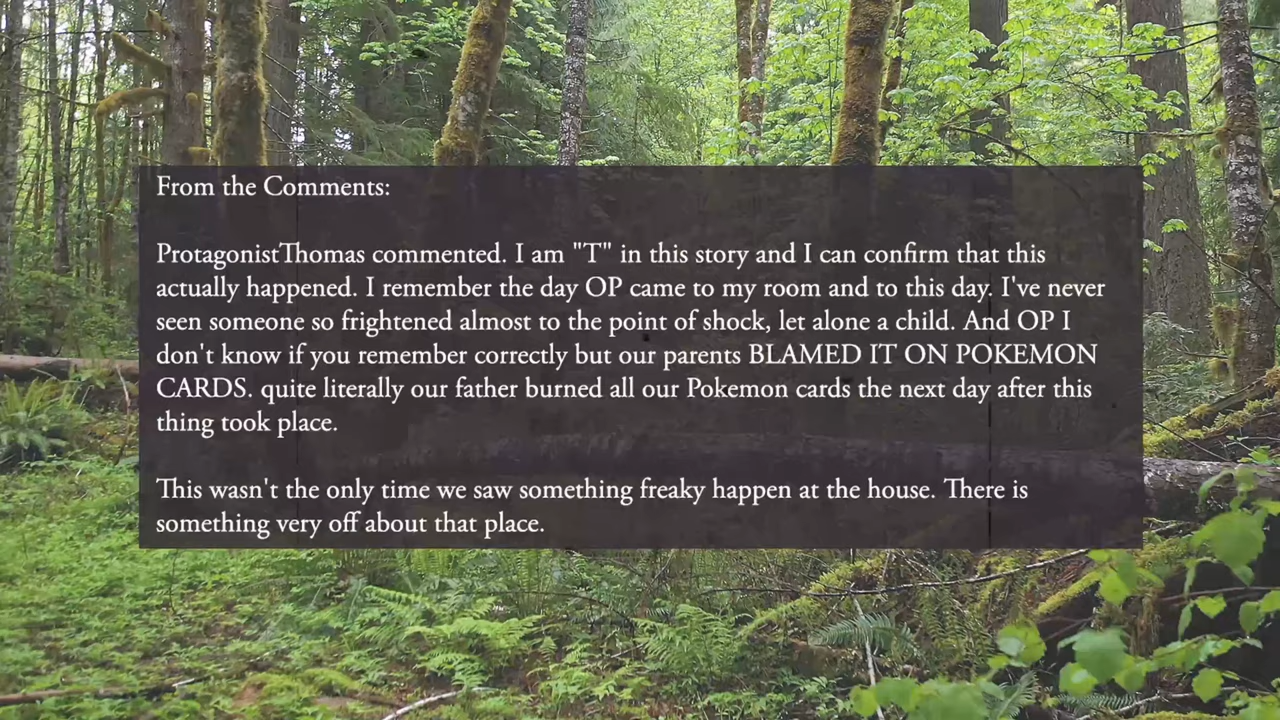 From the Comments:
ProtagonistThomas commented. I am "T" in this story and I can confirm that this
actually happened. I remember the day OP came to my room and to this day. I've never
seen someone so frightened almost to the point of shock, let alone a child. And OP I
don't know if you remember correctly but our parents BLAMED IT ON POKEMON
CARDS. quite literally our father burned all our Pokemon cards the next day after this
thing took place.
This wasn't the only time we saw something freaky happen at the house. There is
something very off about that place.